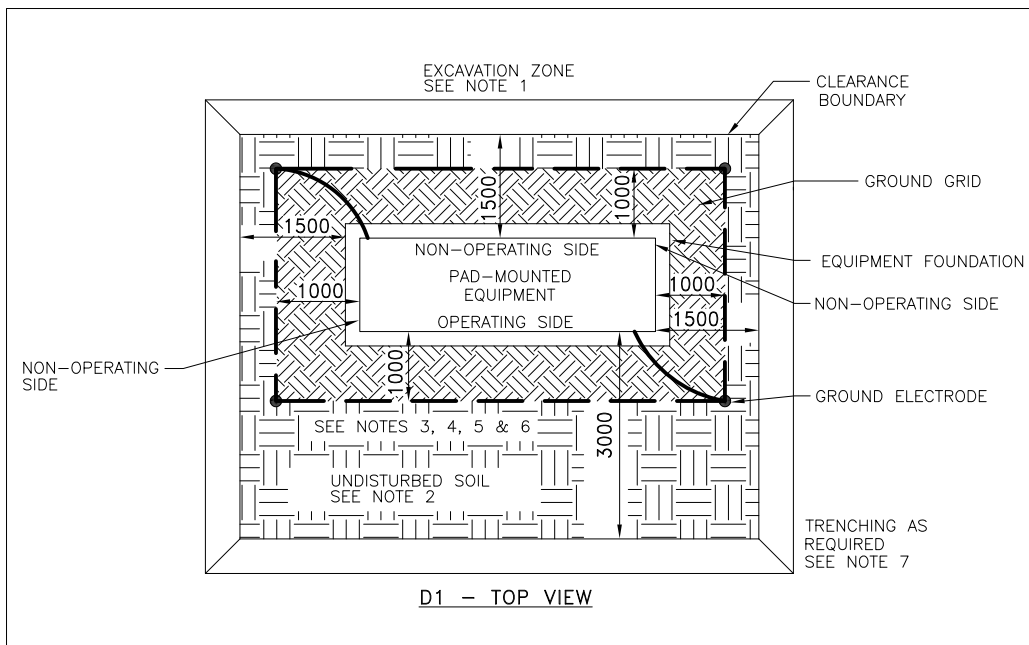 EXCAVATION ZONE
SEE NOTE 1
CLEARANCE
BOUNDARY
GROUND GRID
1500
1000
1500
NON-OPERATING SIDE
PAD-MOUNTED
EQUIPMENT
OPERATING SIDE
EQUIPMENT FOUNDATION
1000
1000
NON-OPERATING SIDE
1500
NON-OPERATING
SIDE
1000
GROUND ELECTRODE
SEE NOTES 3, 4, 5 & 6
3000
UNDISTURBED SOIL
SEE NOTE 2
TRENCHING AS
REQUIRED
SEE NOTE 7
D1 – TOP VIEW